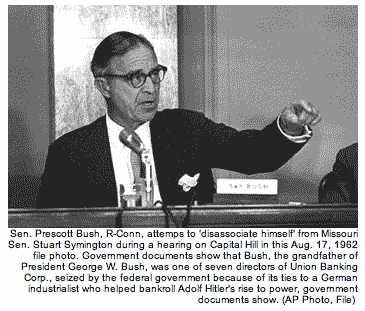 Sen BUSH
Sen. Prescott Bush, R-Conn, attemps to 'disassociate himself' from Missouri
Sen. Stuart Symington during a hearing on Capital Hill in this Aug. 17, 1962
file photo. Government documents show that Bush, the grandfather of
President George W. Bush, was one of seven directors of Union Banking
Corp., seized by the federal government because of its ties to a German
industrialist who helped bankroll Adolf Hitler's rise to power, government
documents show. (AP Photo, File)